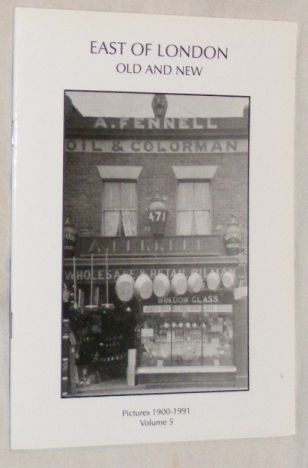 EAST OF LONDON
OLD AND NEW
A. FENNELL
OIL & COLORMAN
471
A. FENNELL
WHOLESALE & RETAIL OILMAN
WINDOW GLASS
Pictures 1900-1991
Volume 5